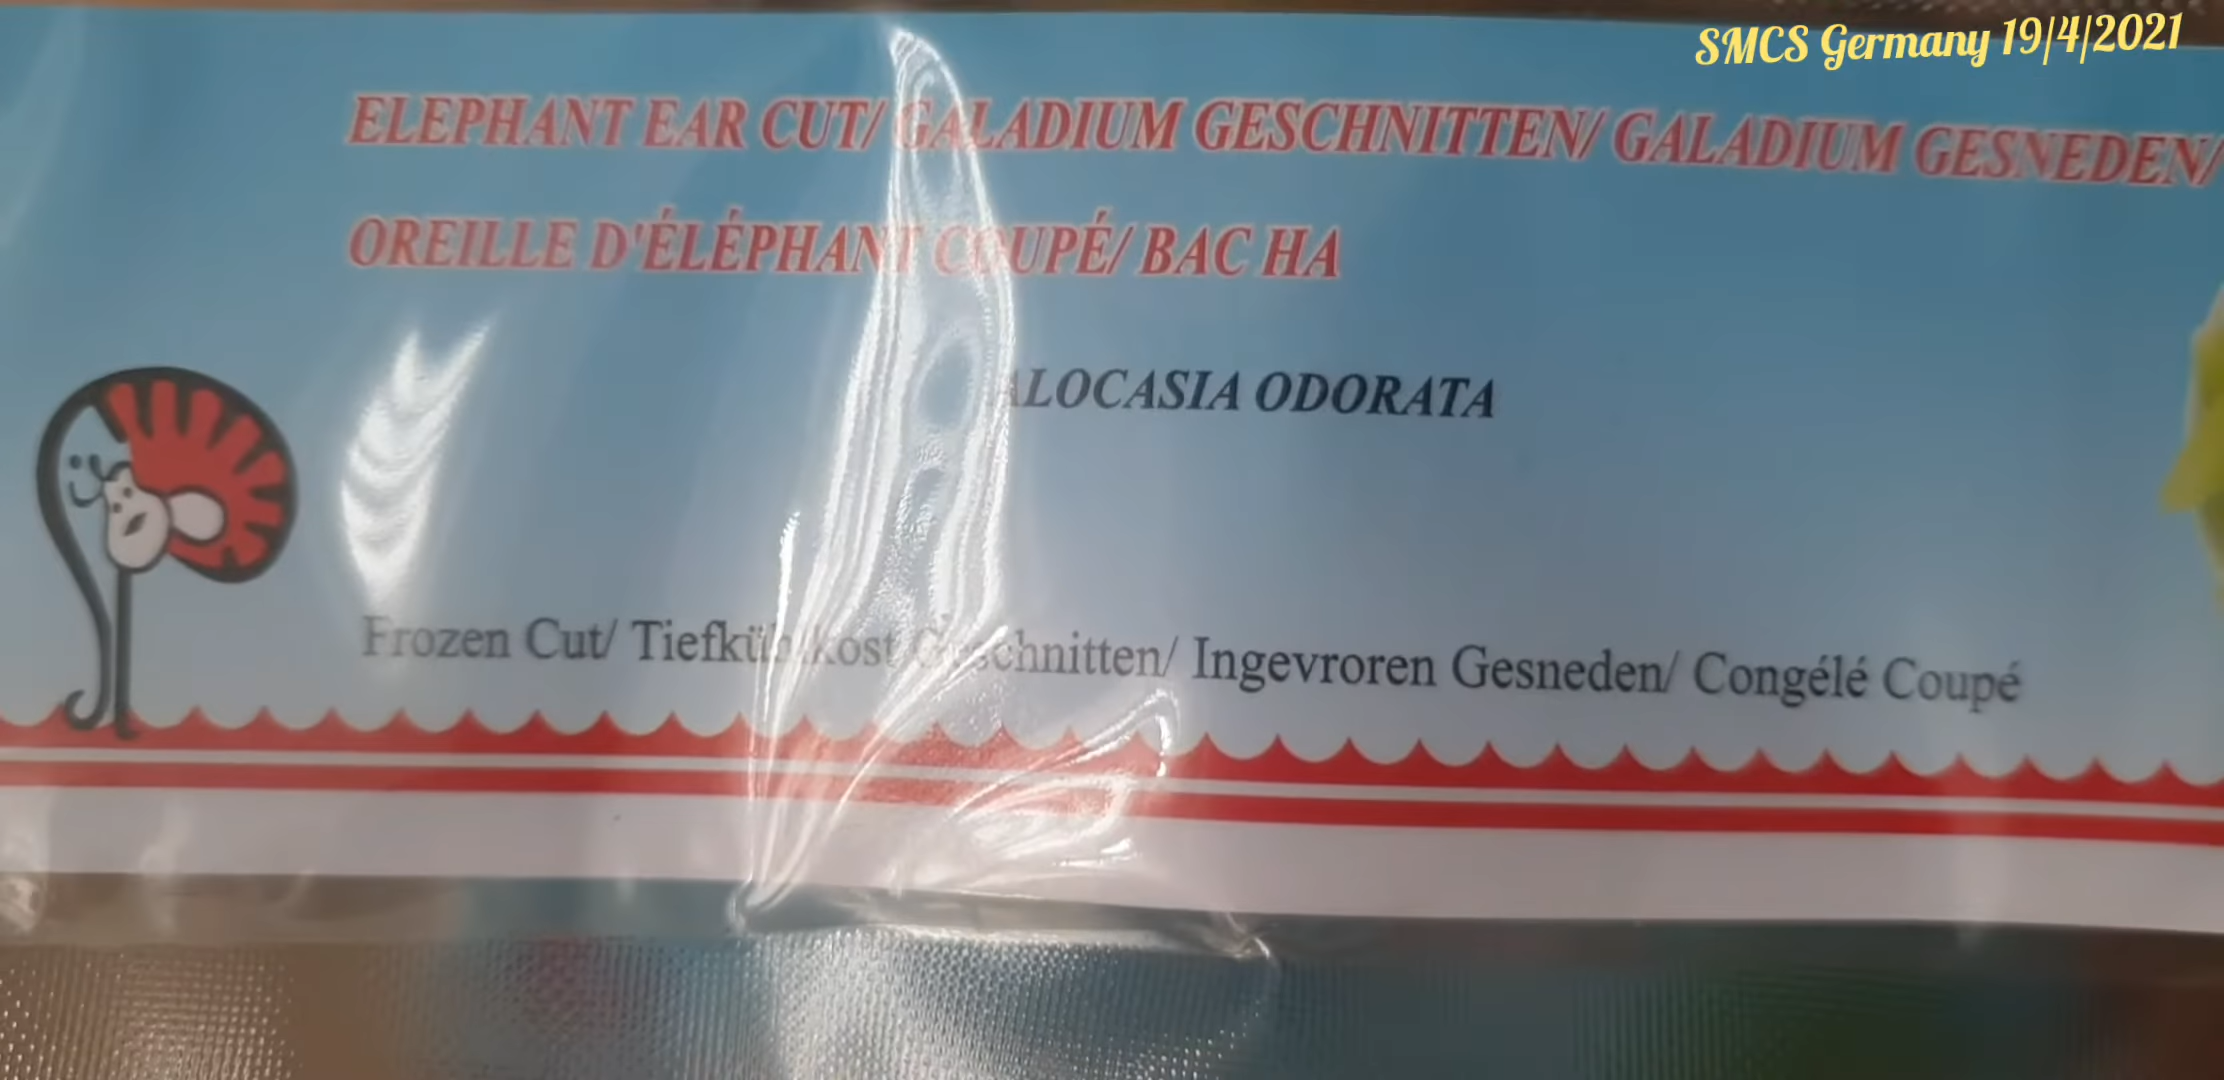 SMCS Germany 19/4/2021
ELEPHANT EAR CUT/ GALADIUM GESCHNITTEN/ GALADIUM GESNEDEN/
OREILLE D'ÉLÉPHANT COUPÉ/ BAC HA
ALOCASIA ODORATA
Frozen Cut/ Tiefkühlkost Geschnitten/ Ingevroren Gesneden/ Congélé Coupé